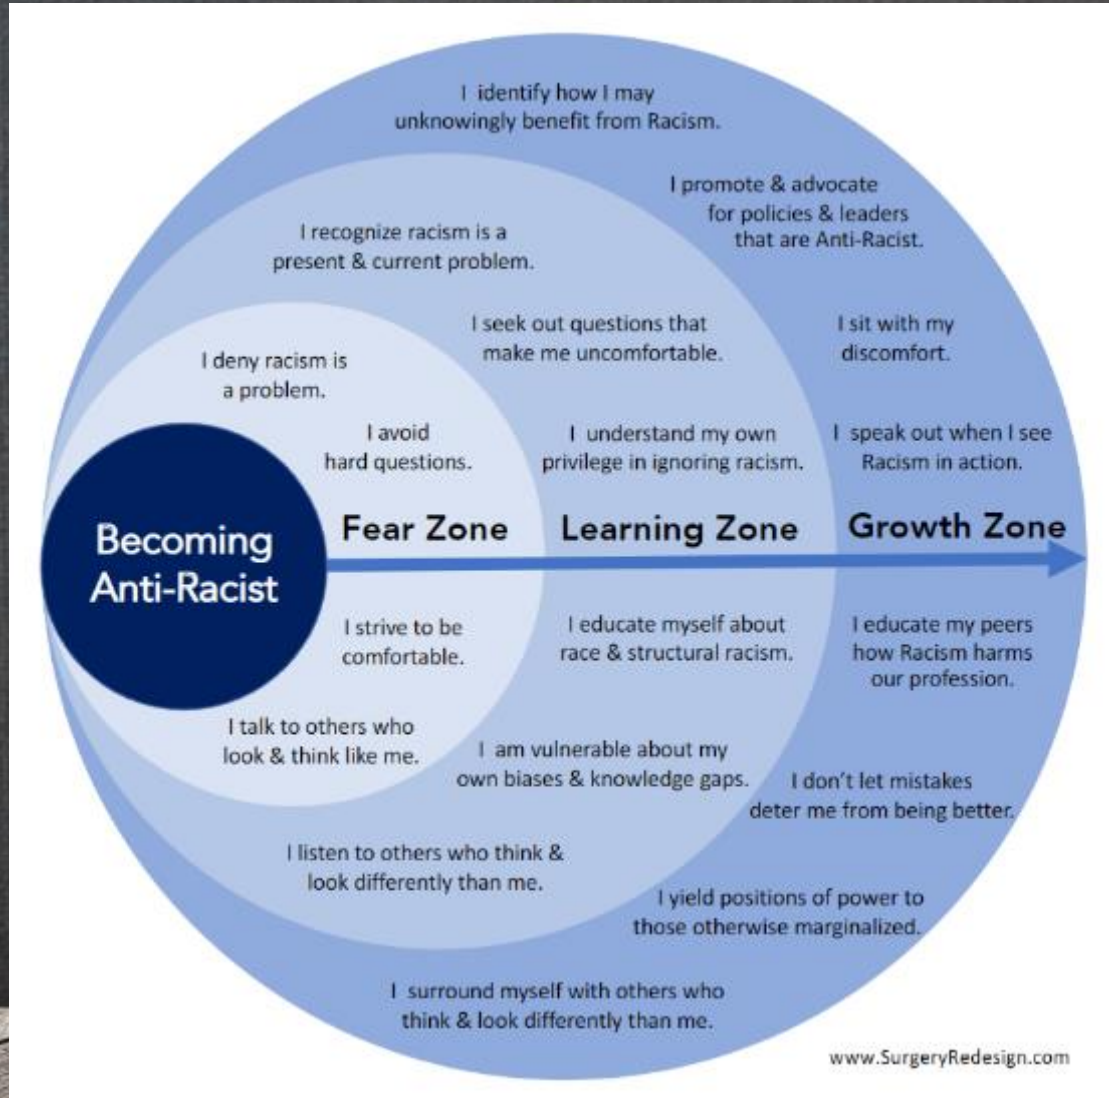 I identify how I may
unknowingly benefit from Racism.
I promote & advocate
for policies & leaders
that are Anti-Racist.
I recognize racism is a
present & current problem.
I seek out questions that
make me uncomfortable.
I sit with my
discomfort.
I deny racism is
a problem.
I avoid
hard questions.
I understand my own
privilege in ignoring racism.
I speak out when I see
Racism in action.
Becoming
Anti-Racist
Fear Zone
Learning Zone
Growth Zone
I strive to be
comfortable.
I educate myself about
race & structural racism.
I educate my peers
how Racism harms
our profession.
I talk to others who
look & think like me.
I am vulnerable about my
own biases & knowledge gaps.
I don't let mistakes
deter me from being better.
I listen to others who think &
look differently than me.
I yield positions of power to
those otherwise marginalized.
I surround myself with others who
think & look differently than me.
www.SurgeryRedesign.com